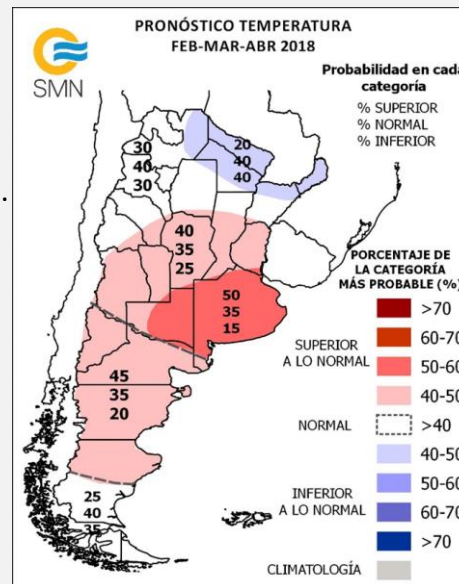 PRONÓSTICO TEMPERATURA
FEB-MAR-ABR 2018
SMN
Probabilidad en cada
categoría
% SUPERIOR
% NORMAL
% INFERIOR
30
40
30
20
40
40
40
35
25
50
35
15
45
35
20
25
40
35
PORCENTAJE DE
LA CATEGORÍA
MÁS PROBABLE (%)
>70
60-70
SUPERIOR
A LO NORMAL
50-60
40-50
NORMAL
>40
40-50
INFERIOR
A LO NORMAL
50-60
60-70
>70
CLIMATOLOGÍA